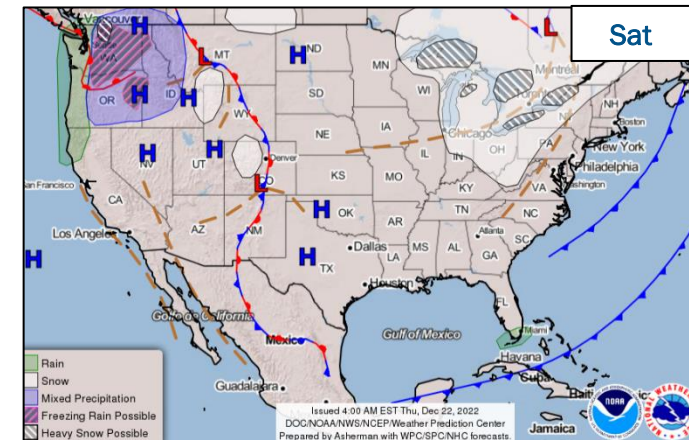 Sat
Vancouver
WA
MT
ND
MN
L
H
H
H
H
H
L
Montréal
OR
ID
SD
WI
WY
NH
Boston
New York
IA
Chicago
NE
IL
IN
OH
PA
Philadelphia
H
NV
H
UT
Denver
CO
L
KS
MO
KY
VA
Washington
San Francisco
CA
AZ
NM
OK
H
AR
TN
NC
Atlanta
SC
Los Angeles
H
H
TX
Dallas
LA
MS
AL
GA
Houston
FL
Golfo de California
Gulf of Mexico
Miami
Havana
Mexico
Cuba
Guadalajara
Jamaica
Rain
Snow
Mixed Precipitation
Freezing Rain Possible
Heavy Snow Possible
Issued 4:00 AM EST Thu, Dec 22, 2022
DOC/NOAA/NWS/NCEP/Weather Prediction Center
Prepared by Asherman with WPC/SPC/NHC forecasts.
NOAA